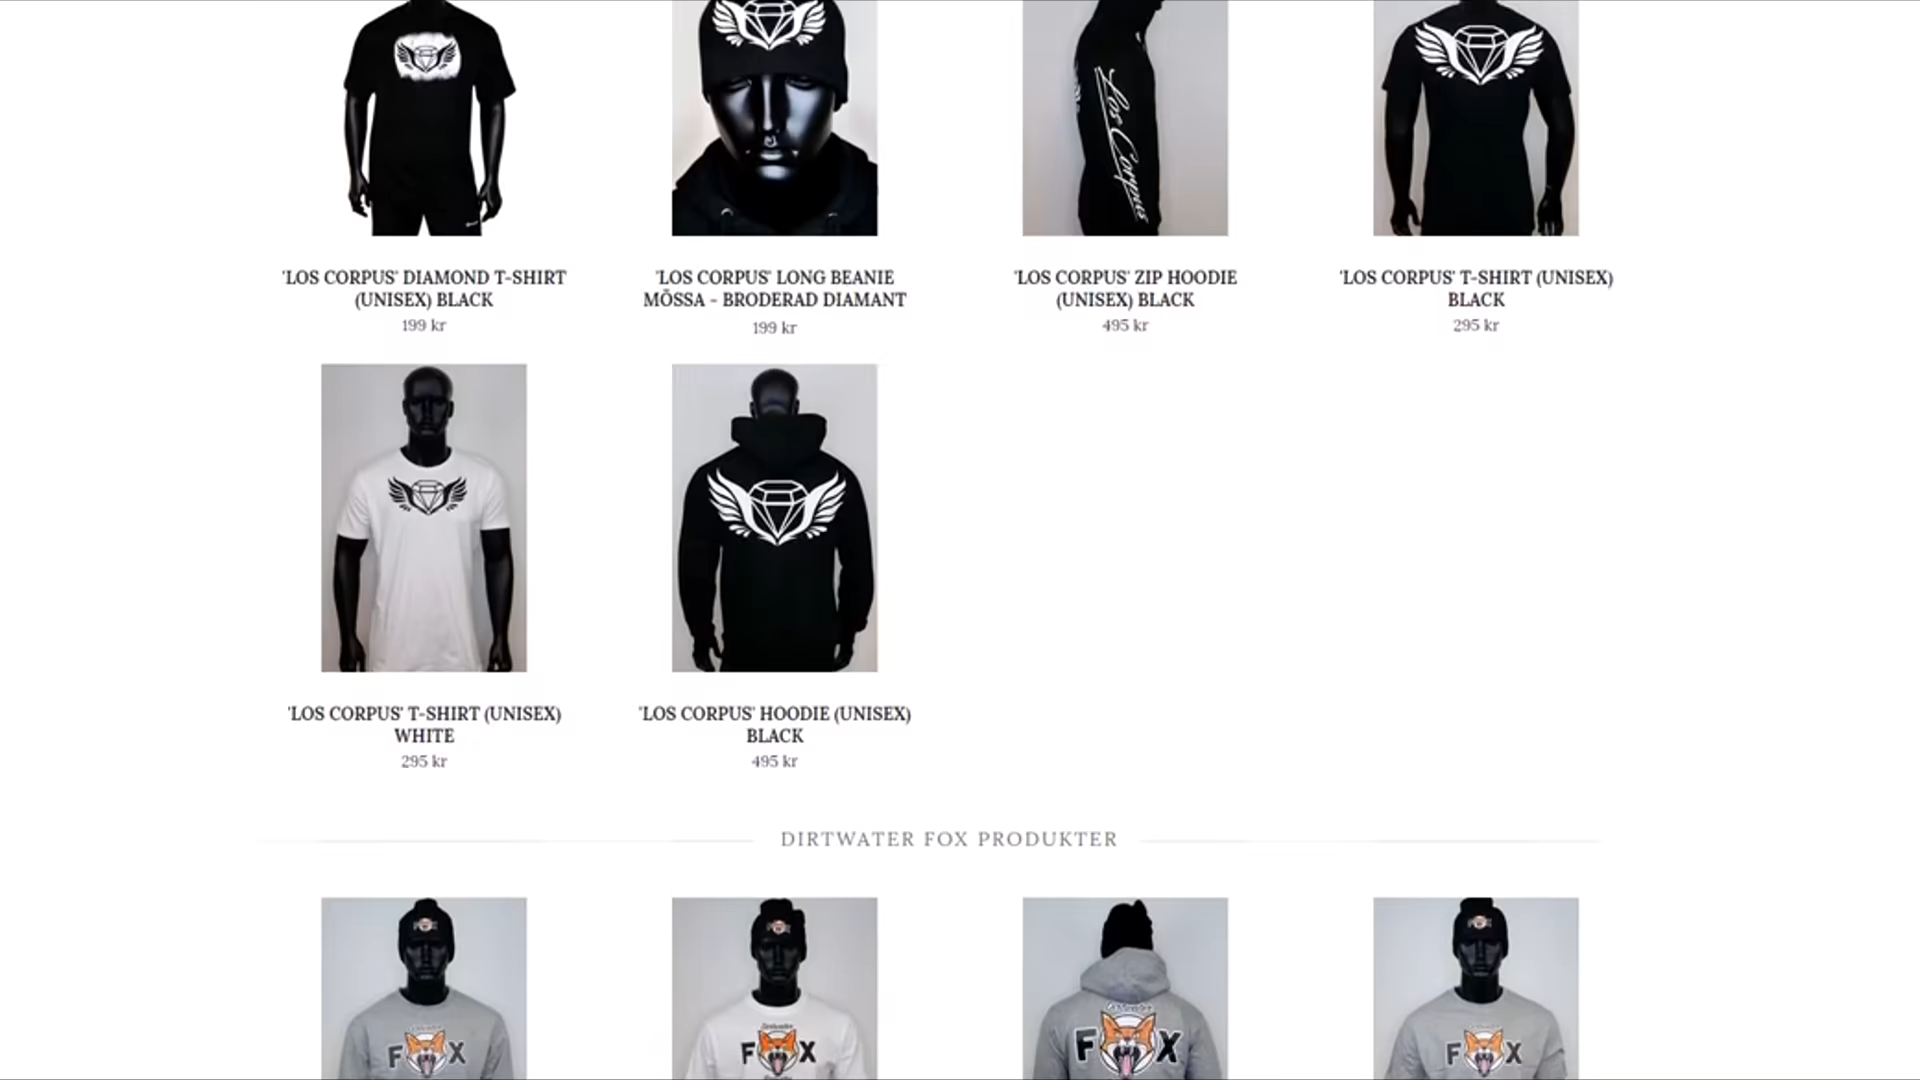 Los Corpus
'LOS CORPUS' DIAMOND T-SHIRT
(UNISEX) BLACK
199 kr
'LOS CORPUS' LONG BEANIE
MÖSSA - BRODERAD DIAMANT
199 kr
'LOS CORPUS' ZIP HOODIE
(UNISEX) BLACK
495 kr
'LOS CORPUS' T-SHIRT (UNISEX)
BLACK
295 kr
'LOS CORPUS' T-SHIRT (UNISEX)
WHITE
295 kr
'LOS CORPUS' HOODIE (UNISEX)
BLACK
495 kr
DIRTWATER FOX PRODUKTER
FOX
Dirtwater
FOX
Dirtwater
FOX
FOX